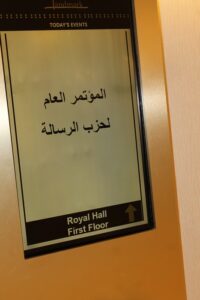 Landmark
TODAY'S EVENTS
المؤتمر العام
لحزب الرسالة
Royal Hall
First Floor